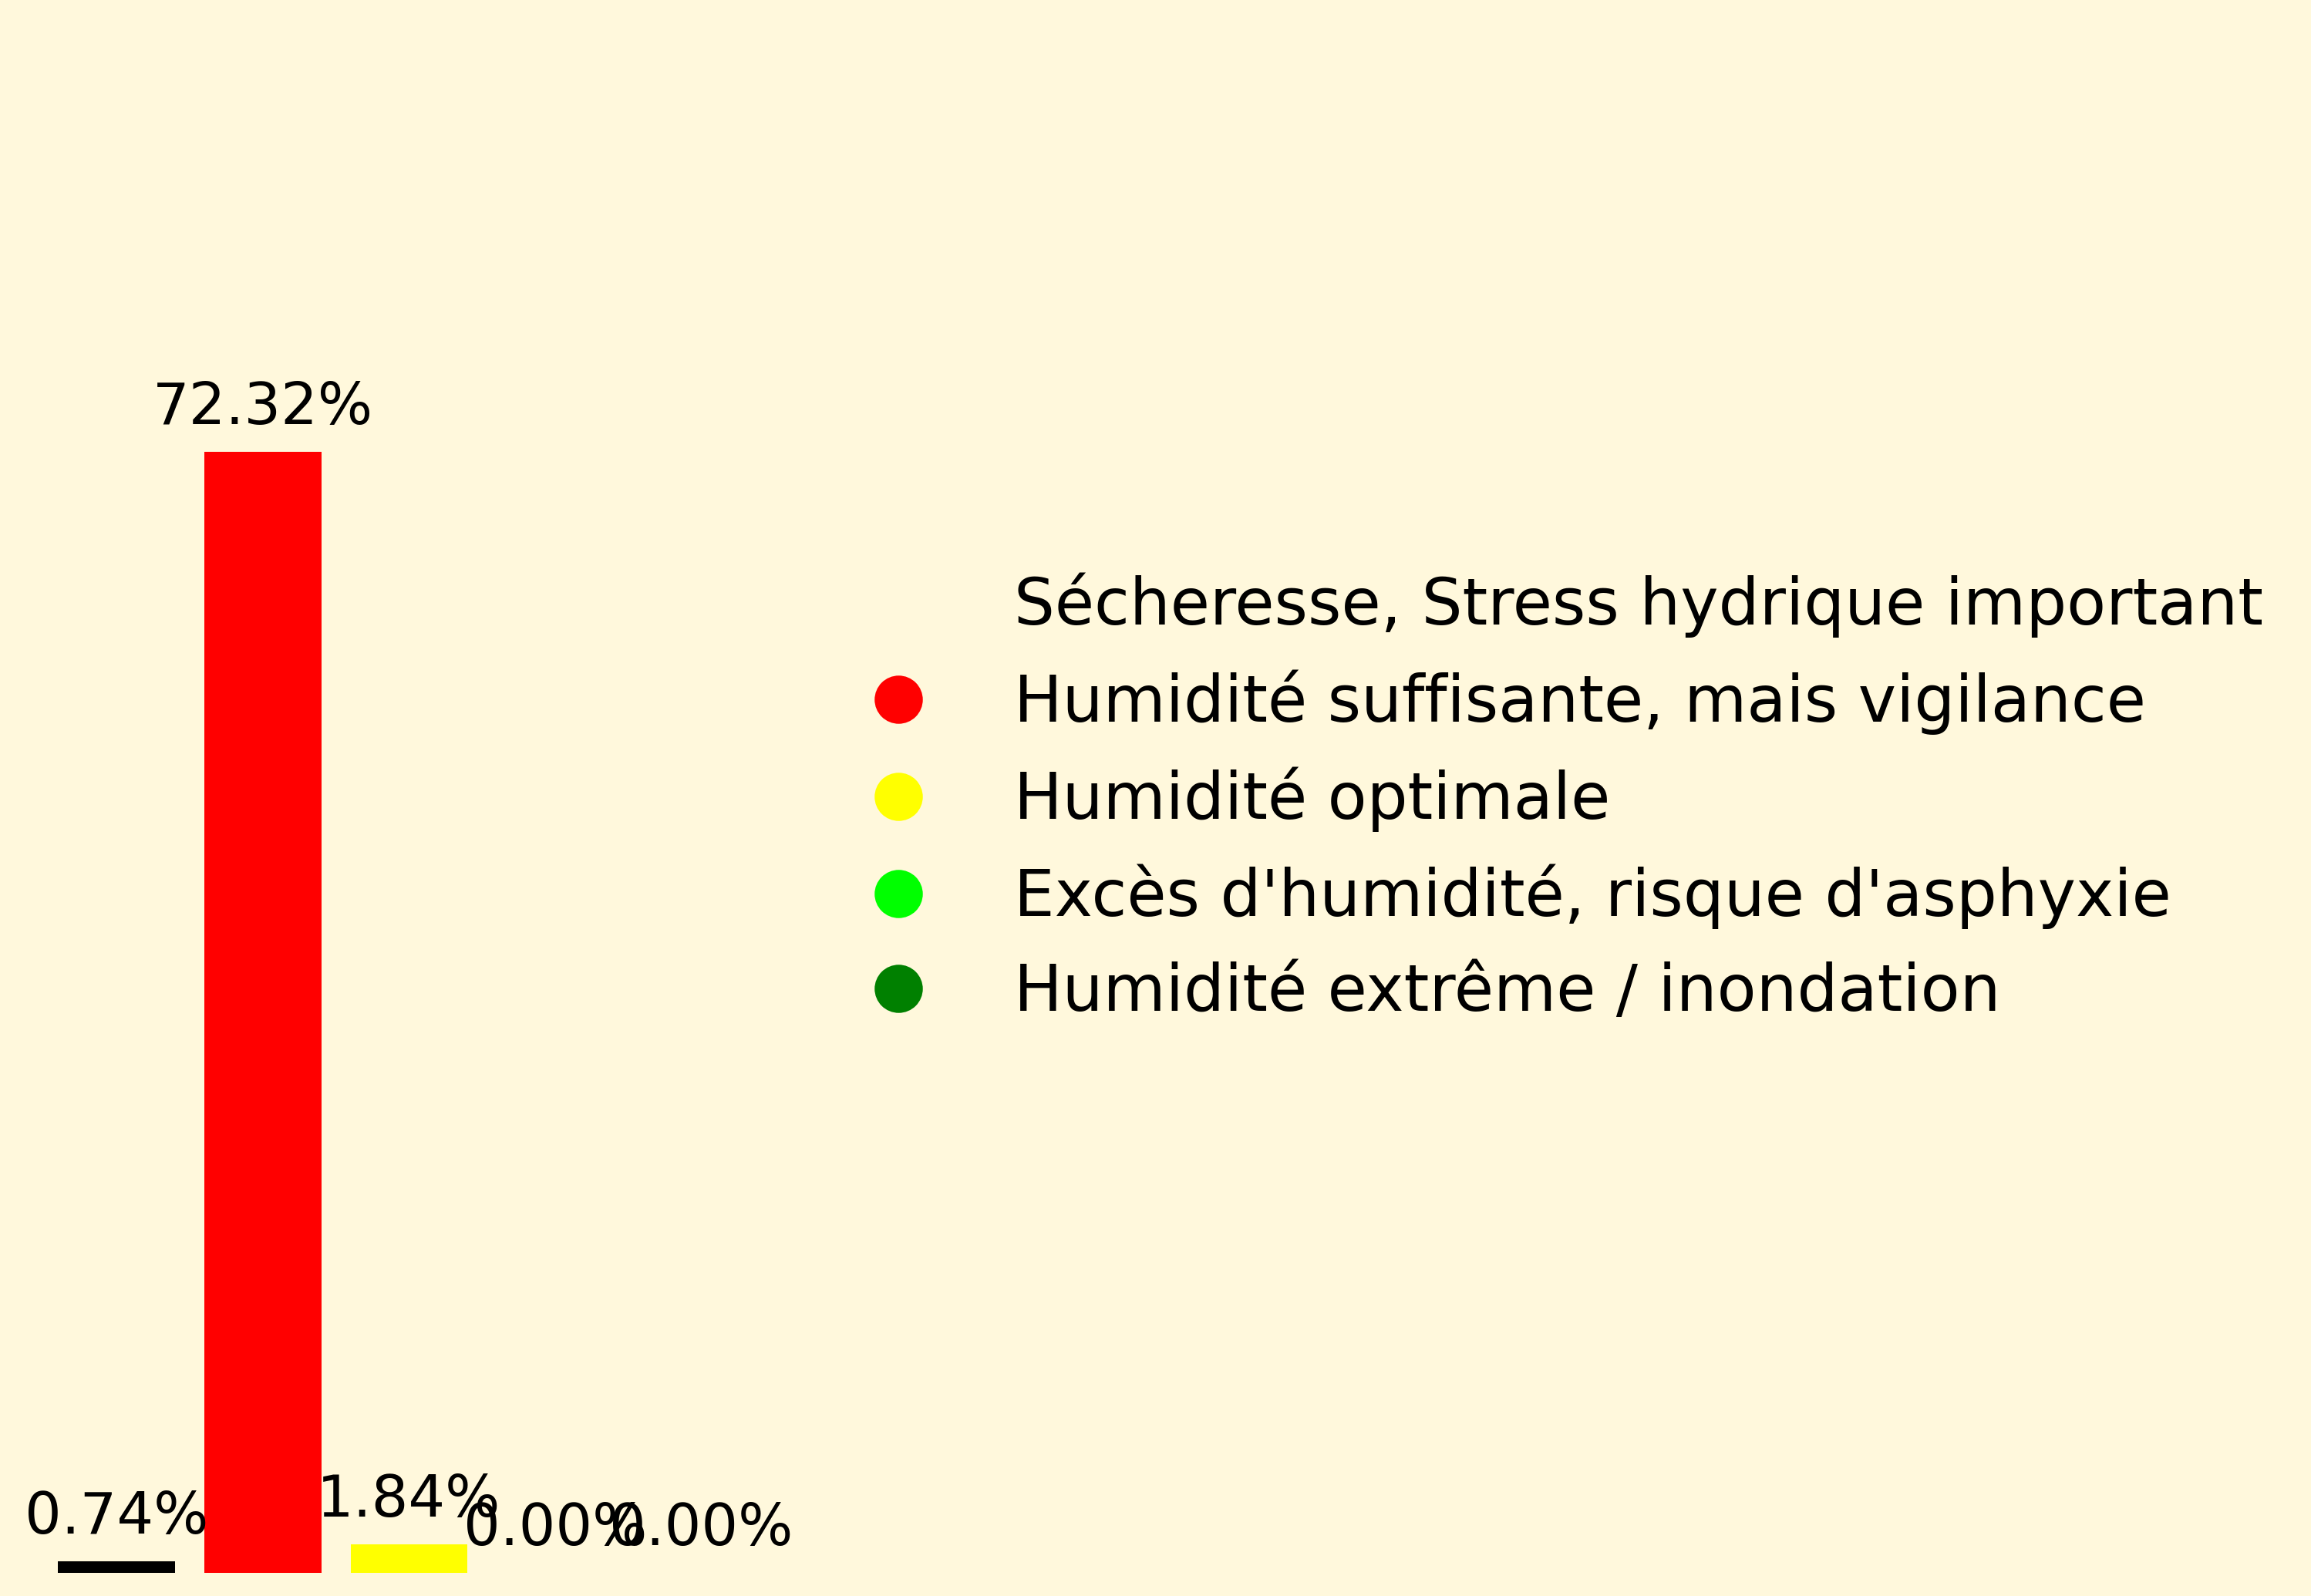 72.32%
Sécheresse, Stress hydrique important
Humidité suffisante, mais vigilance
Humidité optimale
Excès d'humidité, risque d'asphyxie
Humidité extrême / inondation
0.74%
1.84%
0.00%
0.00%